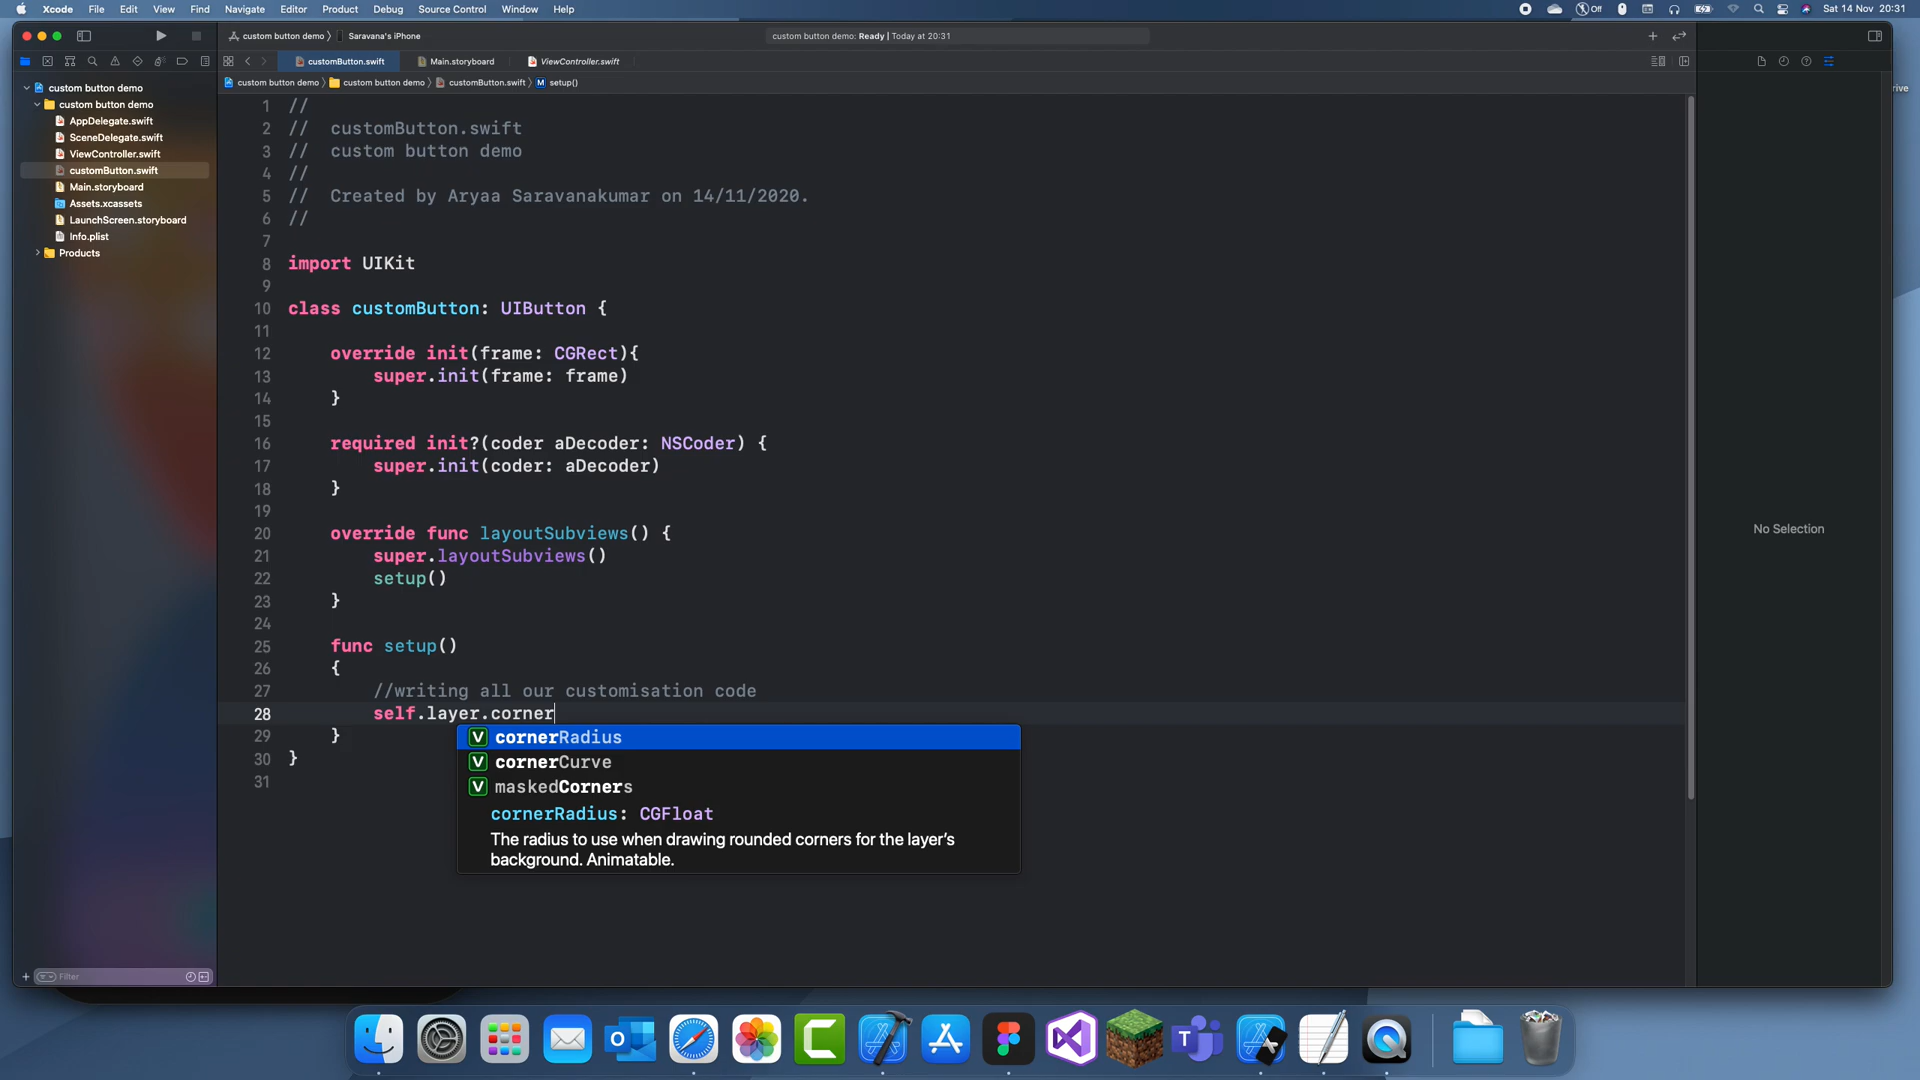 Xcode File Edit View Find Navigate Editor Product Debug Source Control Window Help Off Sat 14 Nov 20:31
custom button demo 〉 Saravana's iPhone custom button demo: Ready | Today at 20:31
customButton.swift Main.storyboard ViewController.swift
custom button demo 〉 custom button demo 〉 customButton.swift 〉 M setup()
custom button demo
custom button demo
AppDelegate.swift
SceneDelegate.swift
ViewController.swift
customButton.swift
Main.storyboard
Assets.xcassets
LaunchScreen.storyboard
Info.plist
Products
Filter
1 //
2 // customButton.swift
3 // custom button demo
4 //
5 // Created by Aryaa Saravanakumar on 14/11/2020.
6 //
7
8 import UIKit
9
10 class customButton: UIButton {
11
12 override init(frame: CGRect){
13 super.init(frame: frame)
14 }
15
16 required init?(coder aDecoder: NSCoder) {
17 super.init(coder: aDecoder)
18 }
19
20 override func layoutSubviews() {
21 super.layoutSubviews()
22 setup()
23 }
24
25 func setup()
26 {
27 //writing all our customisation code
28 self.layer.corner
29 }
30 }
31
V cornerRadius
V cornerCurve
V maskedCorners
cornerRadius: CGFloat
The radius to use when drawing rounded corners for the layer's
background. Animatable.
No Selection
rive